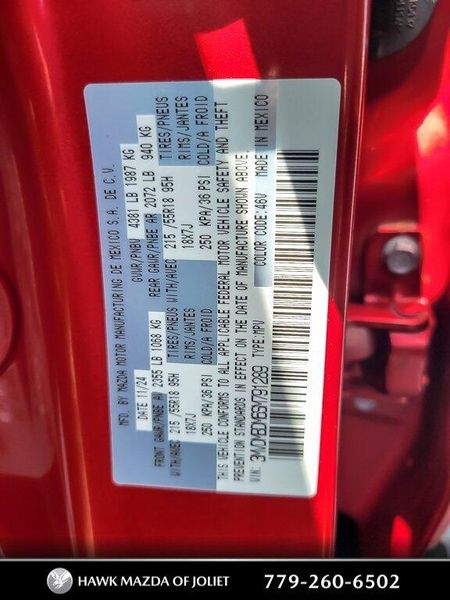 MFD BY MAZDA MOTOR MANUFACTURING DE MEXICO S.A. DE C.V.
DATE 11/24 GVWR/PNBV 4381 LB 1987 KG
FRONT GAWR/PNBE AV 2355 LB 1068 KG REAR GAWR/PNBE AR 2072 LB 940 KG
WITH/AVEC 215 /55R18 95H TIRES/PNEUS WITH/AVEC 215 /55R18 95H TIRES/PNEUS
18X7J RIMS/JANTES 18X7J RIMS/JANTES
250 KPA/36 PSI COLD/A FROID 250 KPA/36 PSI COLD/A FROID
THIS VEHICLE CONFORMS TO ALL APPLICABLE FEDERAL MOTOR VEHICLE SAFETY AND THEFT
PREVENTION STANDARDS IN EFFECT ON THE DATE OF MANUFACTURE SHOWN ABOVE.
VIN: TYPE: MPV COLOR CODE: 46V MADE IN MEXICO
HAWK MAZDA OF JOLIET 779-260-6502